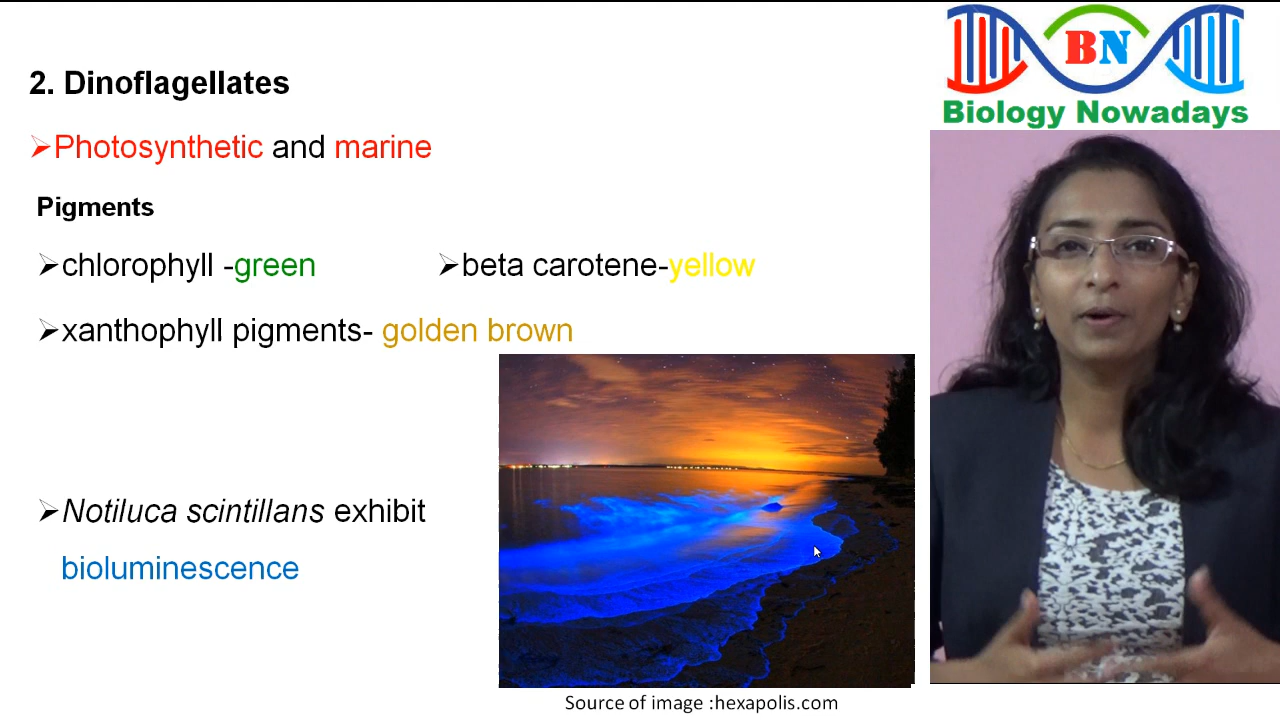 2. Dinoflagellates
➢Photosynthetic and marine
Pigments
➢chlorophyll -green
➢beta carotene-yellow
➢xanthophyll pigments- golden brown
➢Notiluca scintillans exhibit
bioluminescence
Source of image :hexapolis.com
BN
Biology Nowadays